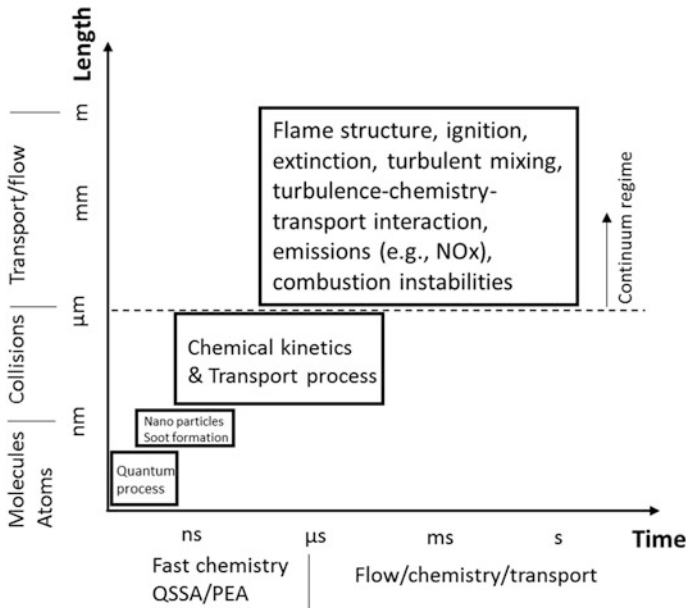 Length
m
Transport/flow
mm
μm
Collisions
nm
Molecules
Atoms
Flame structure, ignition,
extinction, turbulent mixing,
turbulence-chemistry-
transport interaction,
emissions (e.g., NOx),
combustion instabilities
Continuum regime
Chemical kinetics
& Transport process
Nano particles
Soot formation
Quantum
process
ns μs ms s Time
Fast chemistry
QSSA/PEA
Flow/chemistry/transport